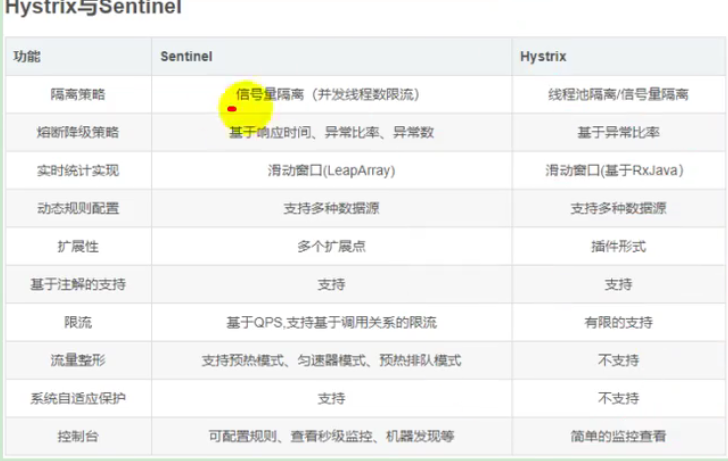 Hystrix与Sentinel
功能 Sentinel Hystrix
隔离策略 信号量隔离（并发线程数限流） 线程池隔离/信号量隔离
熔断降级策略 基于响应时间、异常比率、异常数 基于异常比率
实时统计实现 滑动窗口(LeapArray) 滑动窗口(基于RxJava）
动态规则配置 支持多种数据源 支持多种数据源
扩展性 多个扩展点 插件形式
基于注解的支持 支持 支持
限流 基于QPS,支持基于调用关系的限流 有限的支持
流量整形 支持预热模式、匀速器模式、预热排队模式 不支持
系统自适应保护 支持 不支持
控制台 可配置规则、查看秒级监控、机器发现等 简单的监控查看